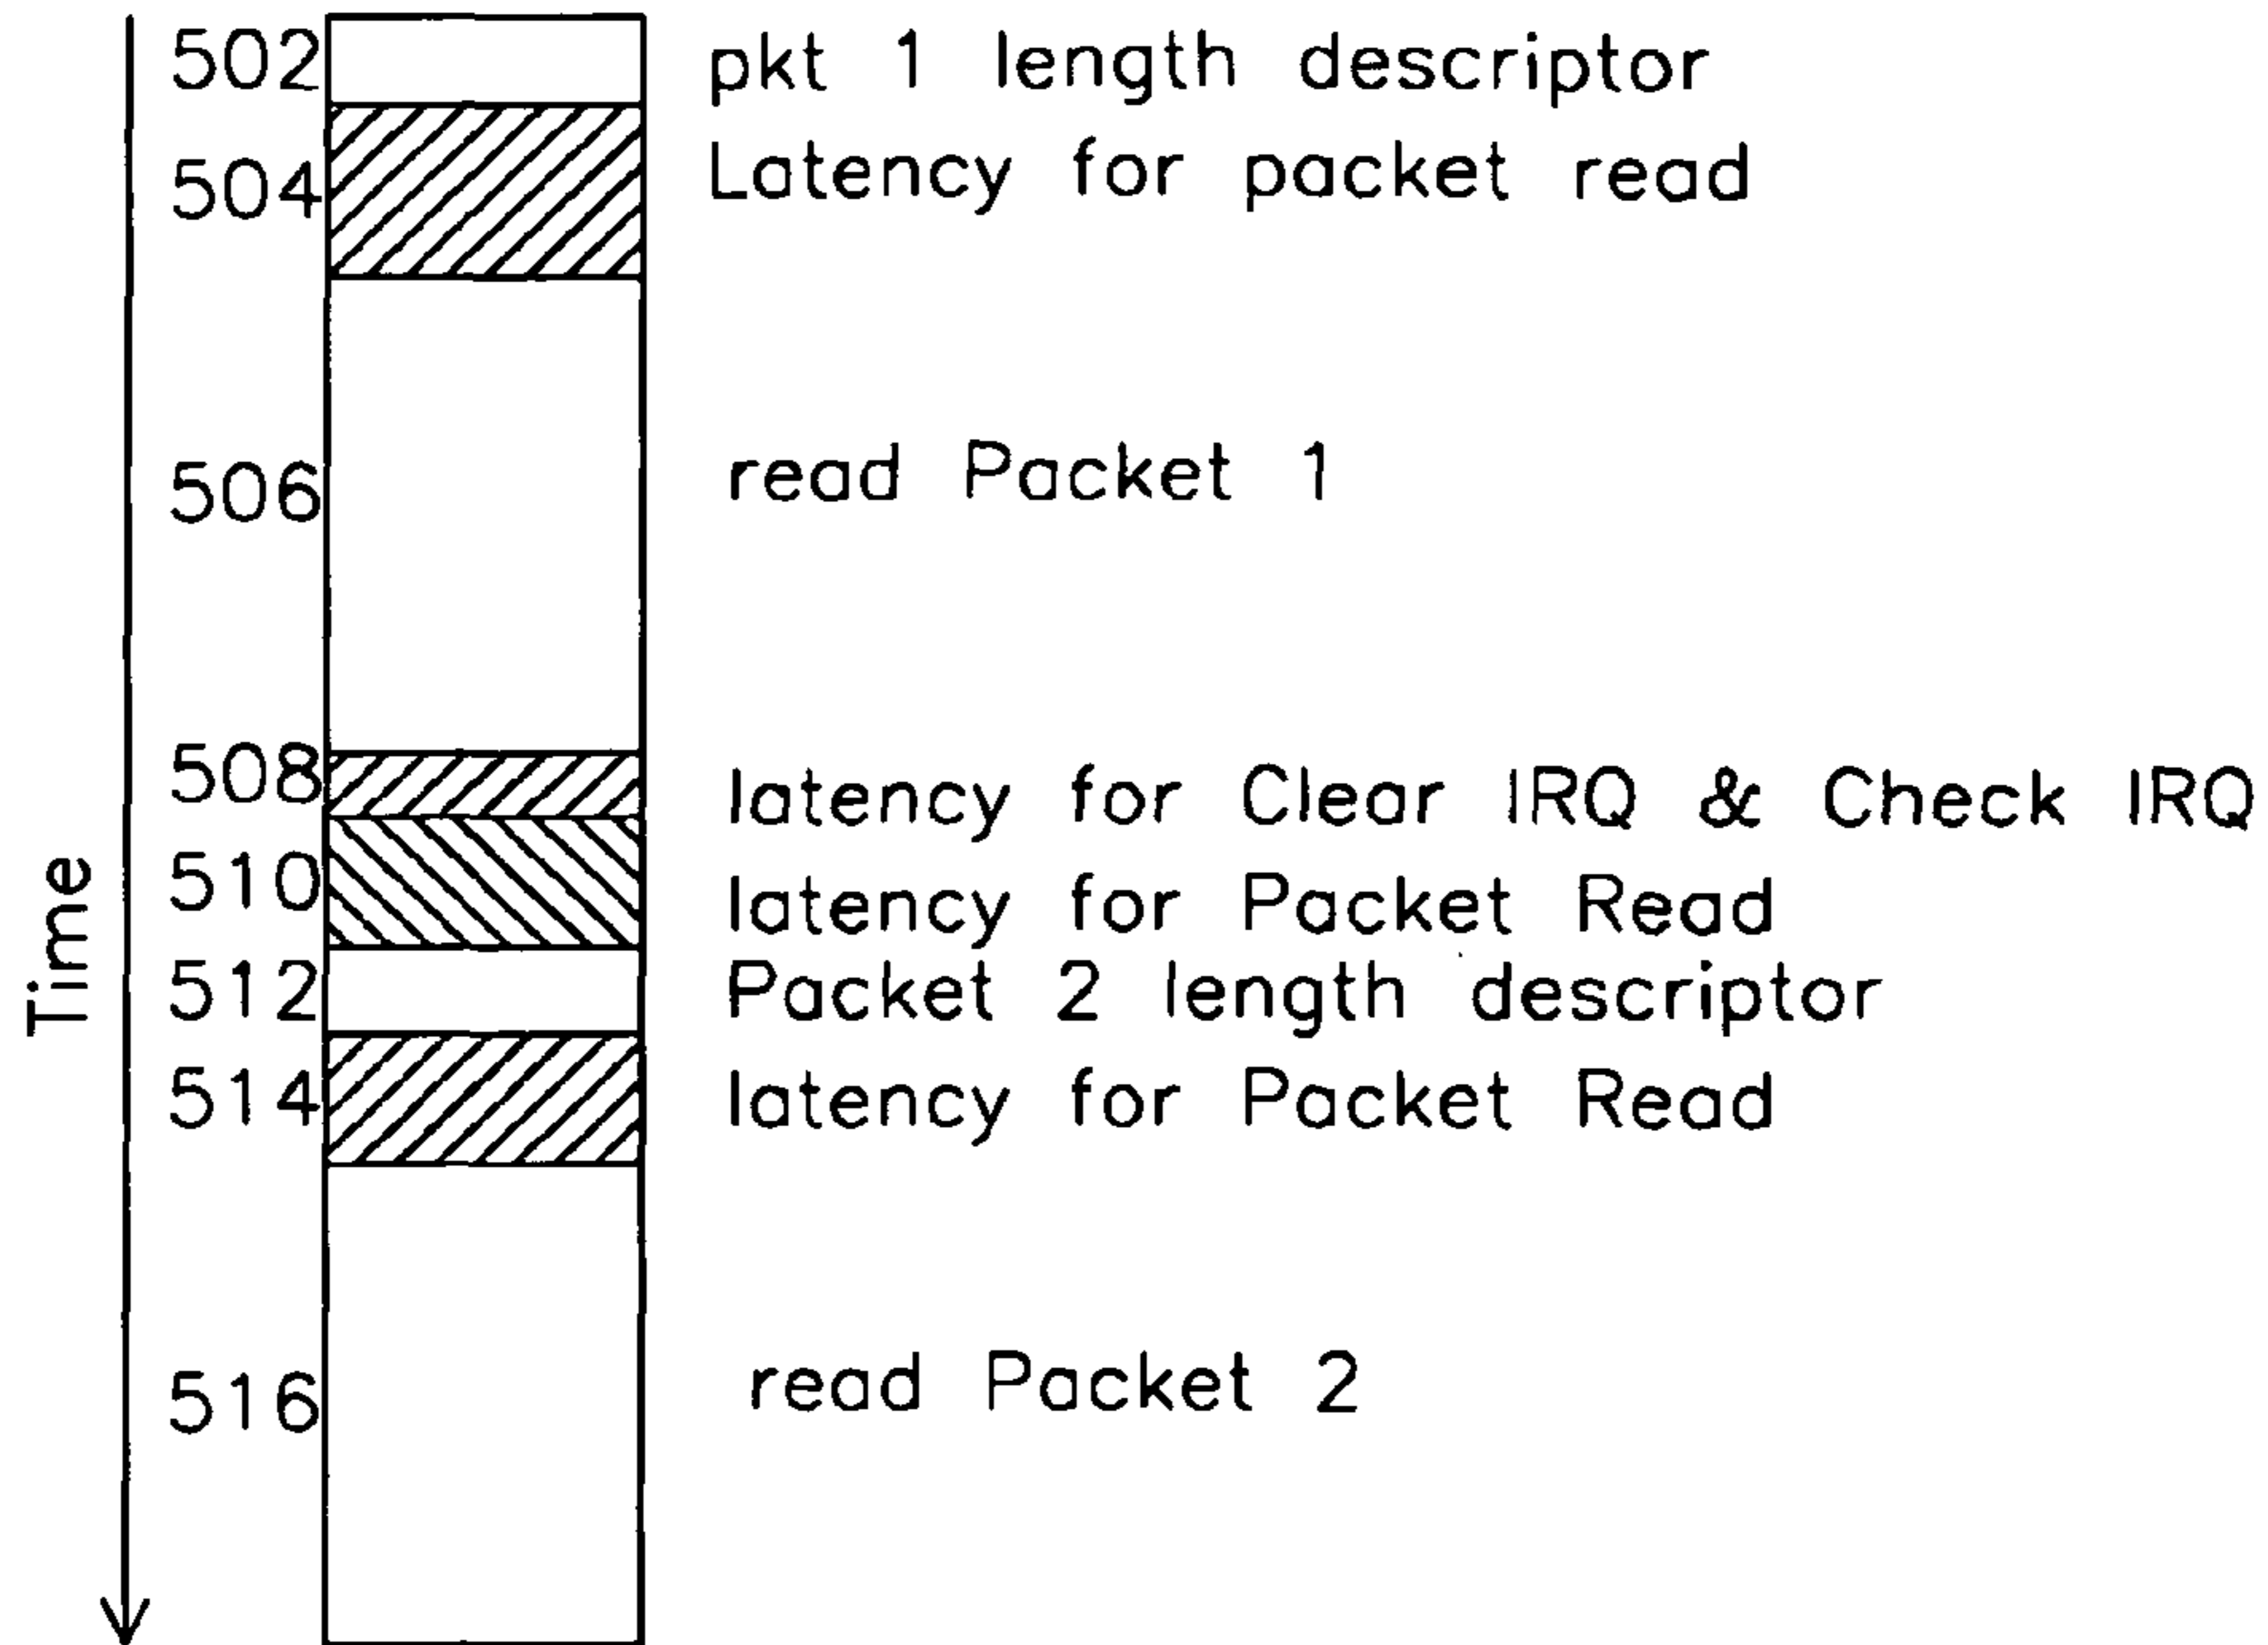 502 pkt 1 length descriptor
504 Latency for packet read
506 read Packet 1
508 latency for Clear IRQ & Check IRQ
510 latency for Packet Read
512 Packet 2 length descriptor
514 latency for Packet Read
516 read Packet 2
Time